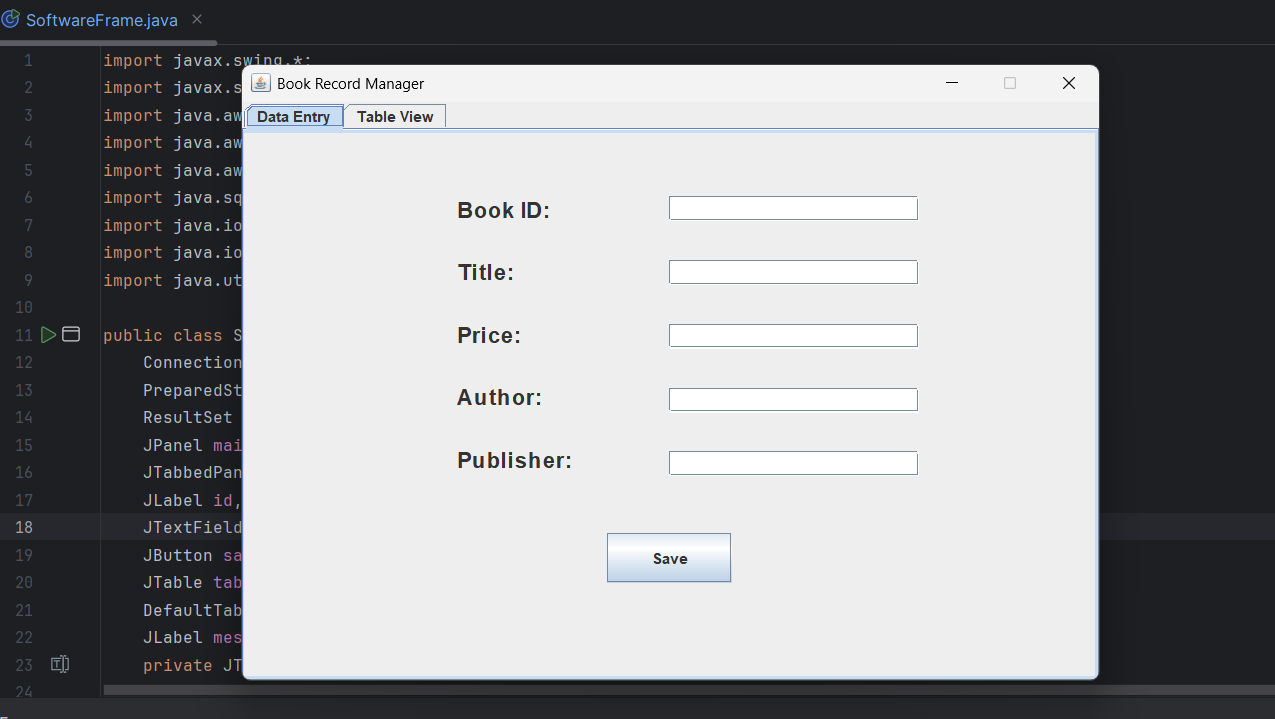 SoftwareFrame.java
1 import javax.swing.*;
2 import javax.s
3 import java.aw
4 import java.aw
5 import java.aw
6 import java.sq
7 import java.io
8 import java.io
9 import java.ut
10
11 public class S
12 Connection
13 PreparedSt
14 ResultSet
15 JPanel mai
16 JTabbedPan
17 JLabel id,
18 JTextField
19 JButton sa
20 JTable tab
21 DefaultTab
22 JLabel mes
23 private JT
24
Book Record Manager
Data Entry Table View
Book ID:
Title:
Price:
Author:
Publisher:
Save